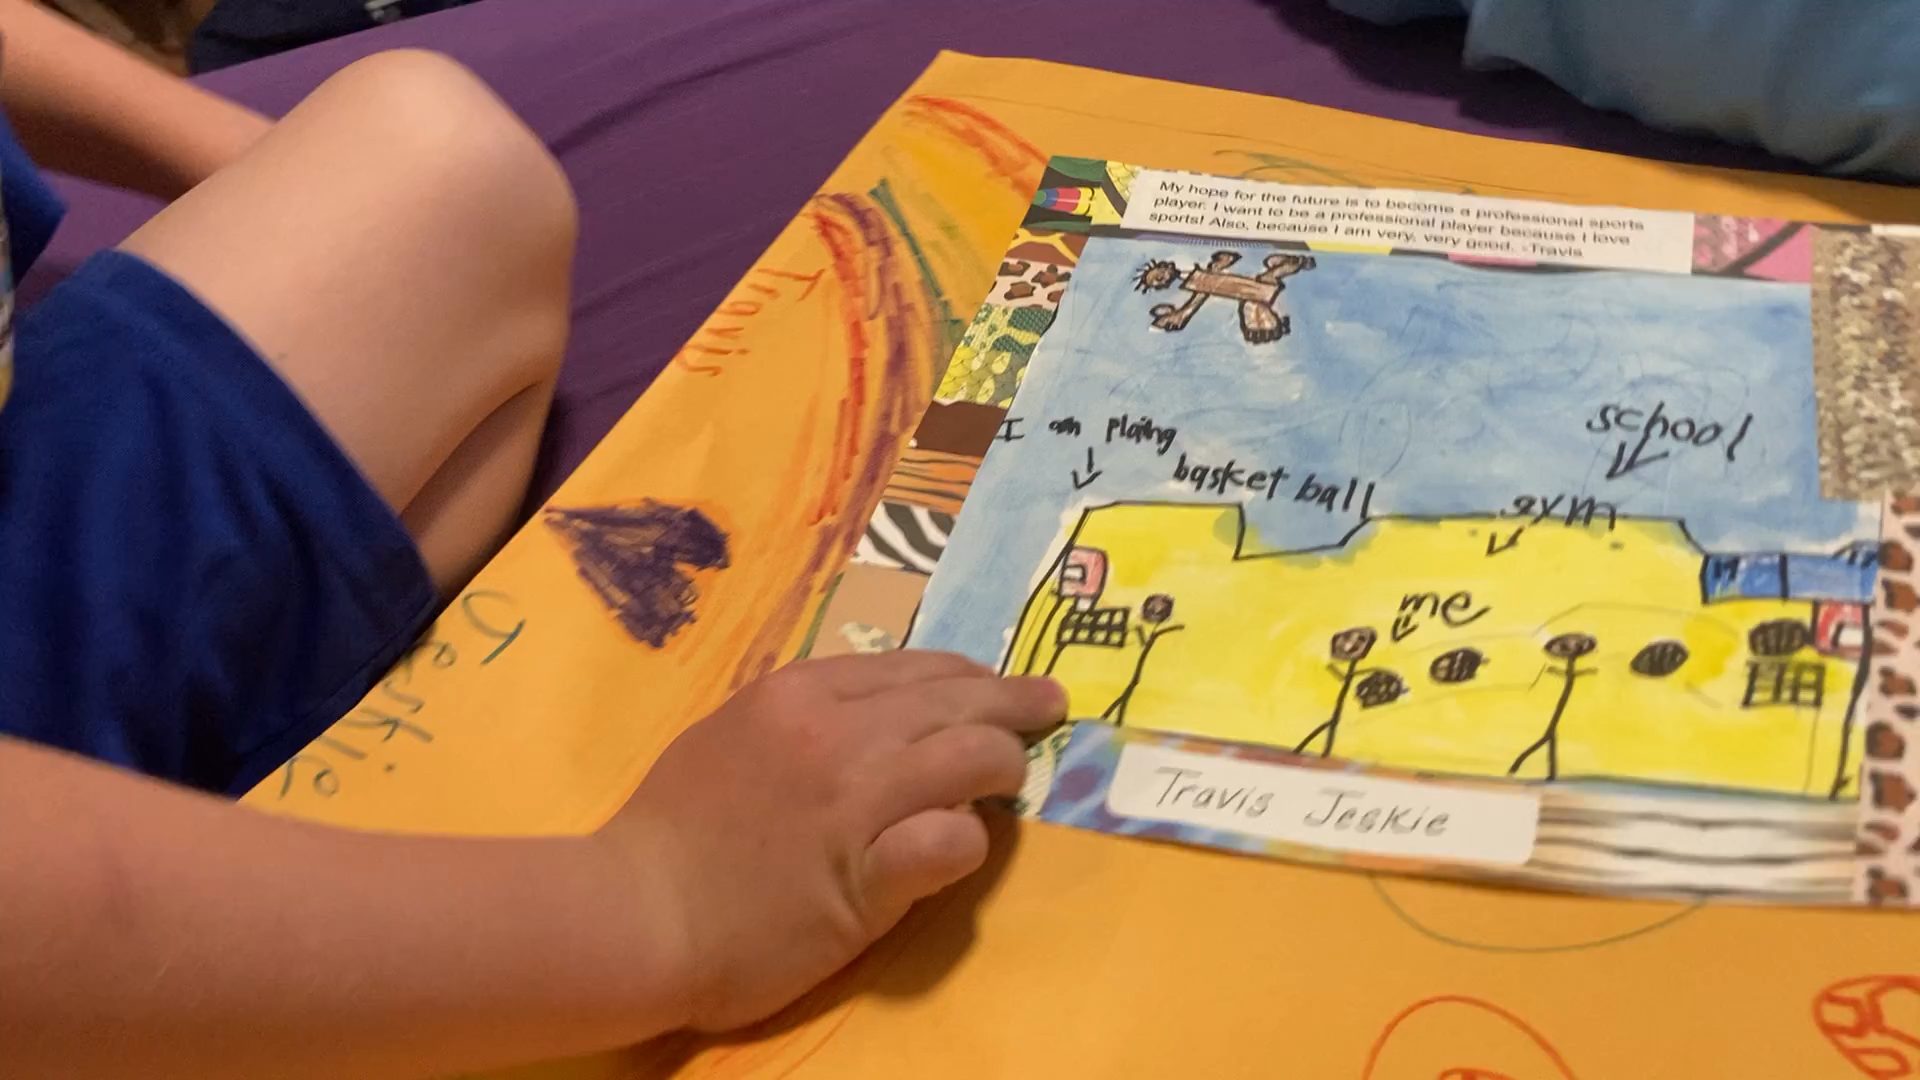 My hope for the future is to become a professional sports
player. I want to be a professional player because I love
sports! Also, because I am very, very good. -Travis
Travis
Jeskie
I am plaing
basket ball
school
gym
me
Travis Jeskie